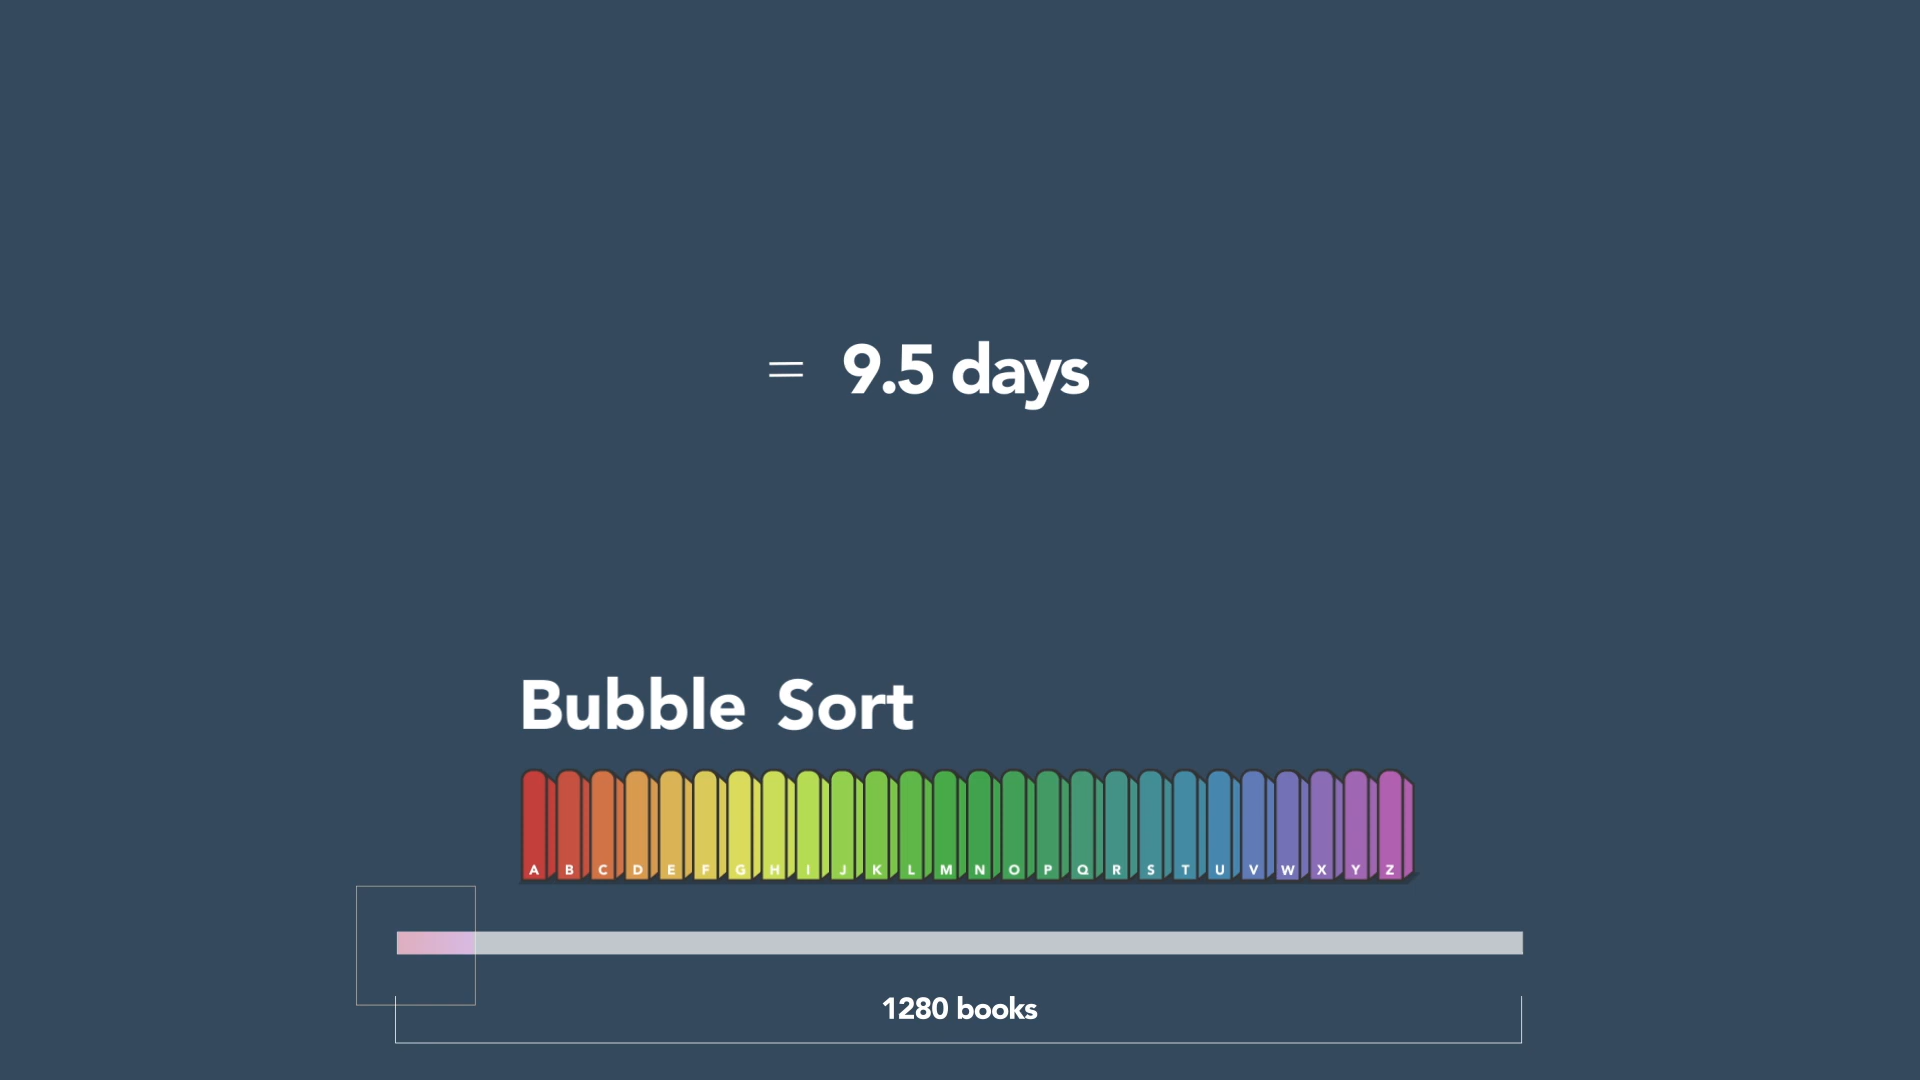 = 9.5 days
Bubble Sort
A B C D E F G H I J K L M N O P Q R S T U V W X Y Z
1280 books